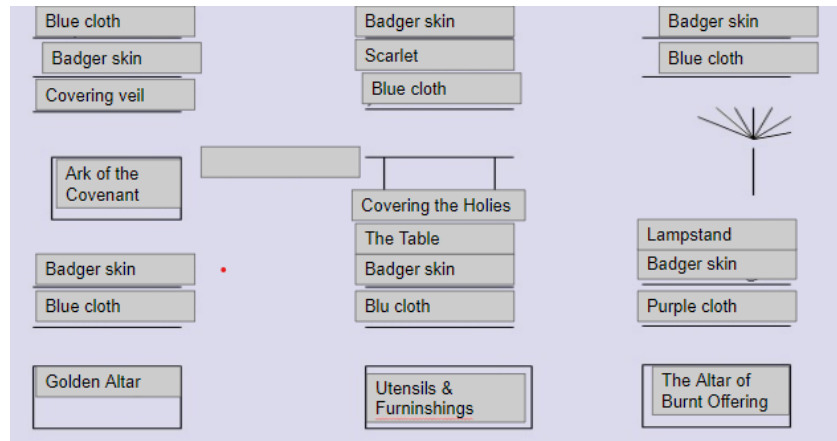 Blue cloth
Badger skin
Covering veil
Ark of the
Covenant
Badger skin
Scarlet
Blue cloth
Covering the Holies
The Table
Badger skin
Blue cloth
Lampstand
Badger skin
Blue cloth
Golden Altar
Badger skin
Blu cloth
Utensils &
Furninshings
Badger skin
Purple cloth
The Altar of
Burnt Offering